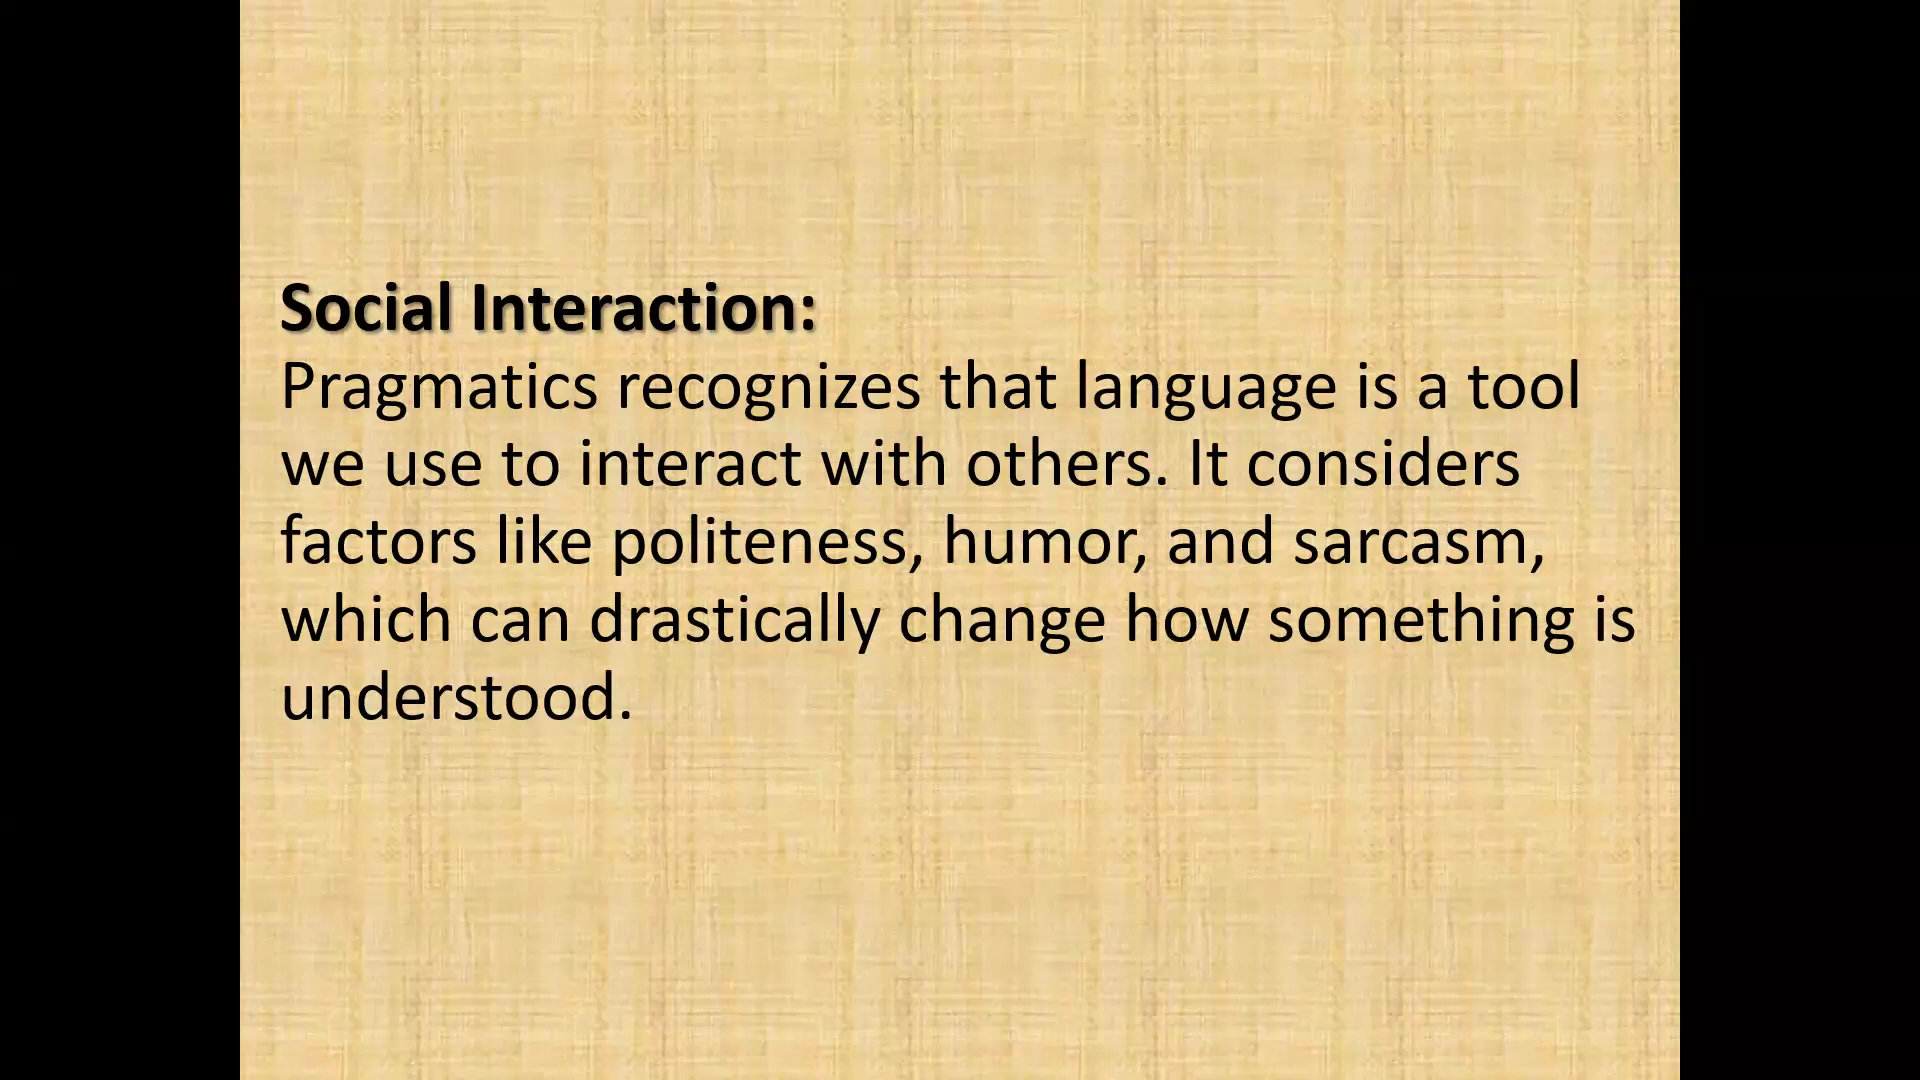 Social Interaction:
Pragmatics recognizes that language is a tool
we use to interact with others. It considers
factors like politeness, humor, and sarcasm,
which can drastically change how something is
understood.